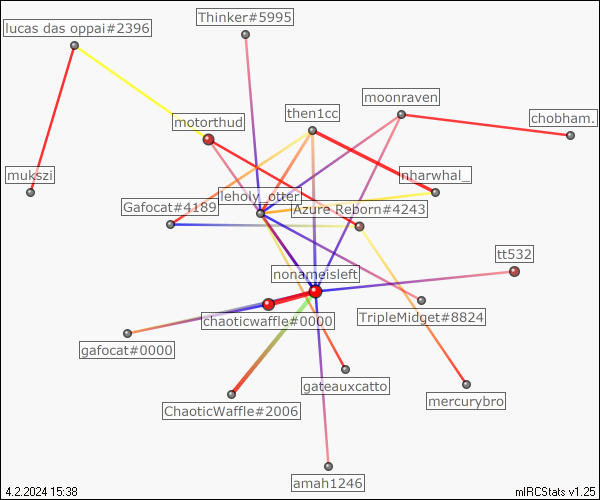 Thinker#5995
lucas das oppai#2396
moonraven
then1cc
chobham.
motorthud
mukszi
nharwhal_
leholy_otter
Gafocat#4189
Azure Reborn#4243
tt532
nonameisleft
chaoticwaffle#0000
TripleMidget#8824
gafocat#0000
gateauxcatto
mercurybro
ChaoticWaffle#2006
amah1246
4.2.2024 15:38
mIRCStats v1.25